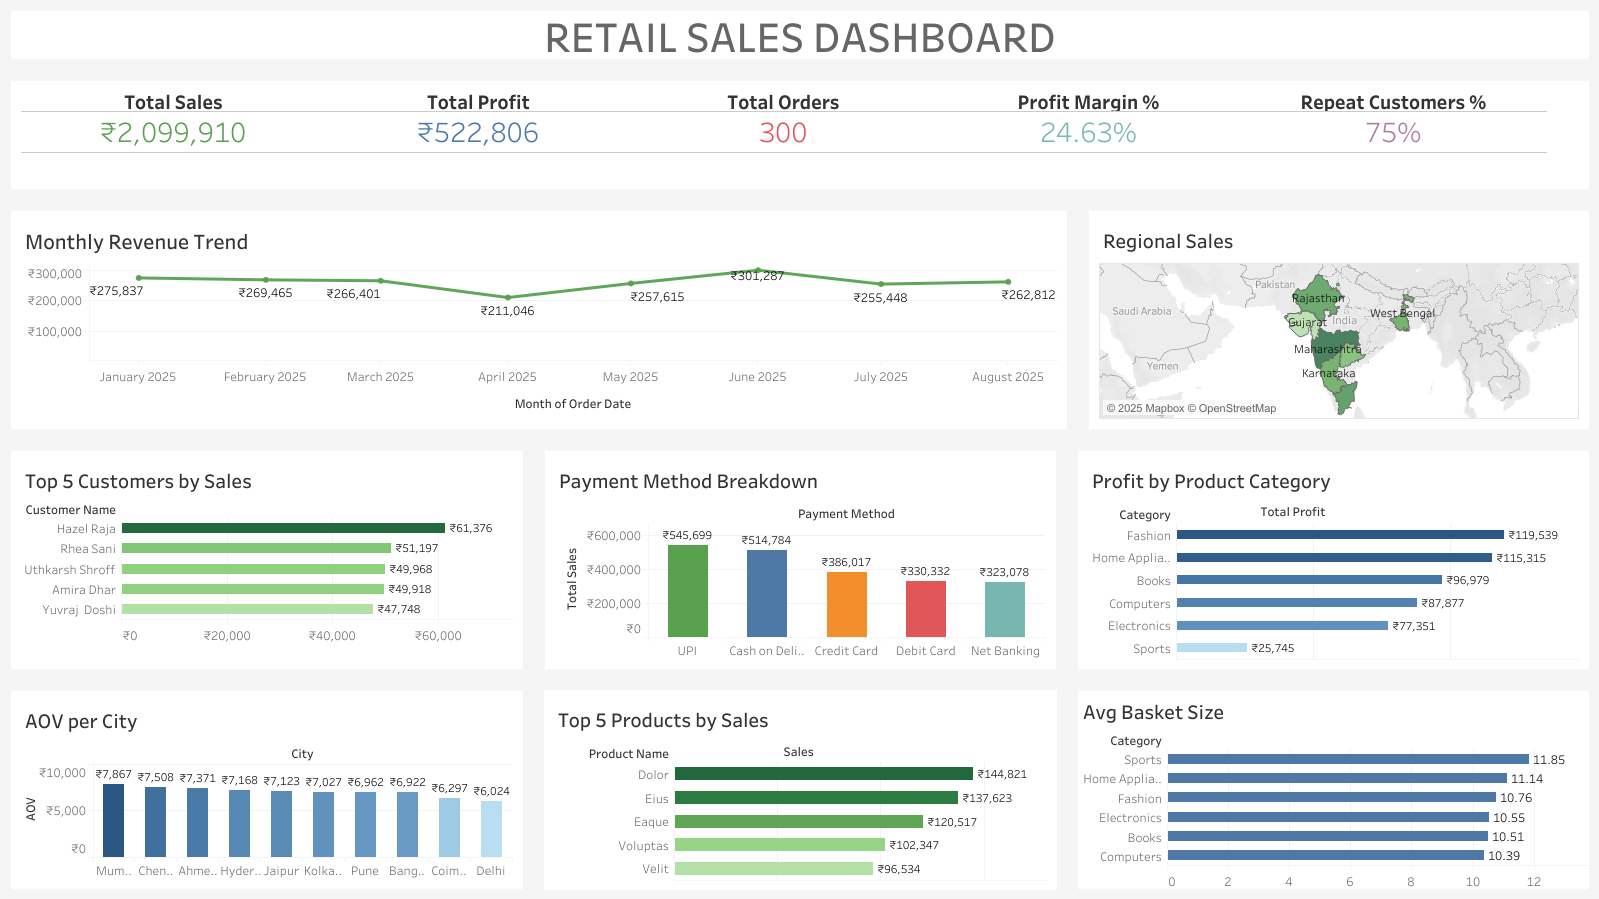 RETAIL SALES DASHBOARD
Total Sales Total Profit Total Orders Profit Margin % Repeat Customers %
₹2,099,910 ₹522,806 300 24.63% 75%
Monthly Revenue Trend
₹300,000
₹200,000
₹100,000
₹275,837 ₹269,465 ₹266,401 ₹211,046 ₹257,615 ₹301,287 ₹255,448 ₹262,812
January 2025 February 2025 March 2025 April 2025 May 2025 June 2025 July 2025 August 2025
Month of Order Date
Regional Sales
Pakistan
Rajasthan
Saudi Arabia
West Bengal
Gujarat India
Maharashtra
Yemen
Karnataka
© 2025 Mapbox © OpenStreetMap
Top 5 Customers by Sales
Customer Name
Hazel Raja ₹61,376
Rhea Sani ₹51,197
Uthkarsh Shroff ₹49,968
Amira Dhar ₹49,918
Yuvraj Doshi ₹47,748
₹0 ₹20,000 ₹40,000 ₹60,000
Payment Method Breakdown
Payment Method
Total Sales
₹600,000
₹400,000
₹200,000
₹0
₹545,699 ₹514,784 ₹386,017 ₹330,332 ₹323,078
UPI Cash on Deli.. Credit Card Debit Card Net Banking
Profit by Product Category
Category Total Profit
Fashion ₹119,539
Home Applia.. ₹115,315
Books ₹96,979
Computers ₹87,877
Electronics ₹77,351
Sports ₹25,745
AOV per City
City
AOV
₹10,000
₹5,000
₹0
₹7,867 ₹7,508 ₹7,371 ₹7,168 ₹7,123 ₹7,027 ₹6,962 ₹6,922 ₹6,297 ₹6,024
Mum.. Chen.. Ahme.. Hyder.. Jaipur Kolka.. Pune Bang.. Coim.. Delhi
Top 5 Products by Sales
Product Name Sales
Dolor ₹144,821
Eius ₹137,623
Eaque ₹120,517
Voluptas ₹102,347
Velit ₹96,534
Avg Basket Size
Category
Sports 11.85
Home Applia.. 11.14
Fashion 10.76
Electronics 10.55
Books 10.51
Computers 10.39
0 2 4 6 8 10 12